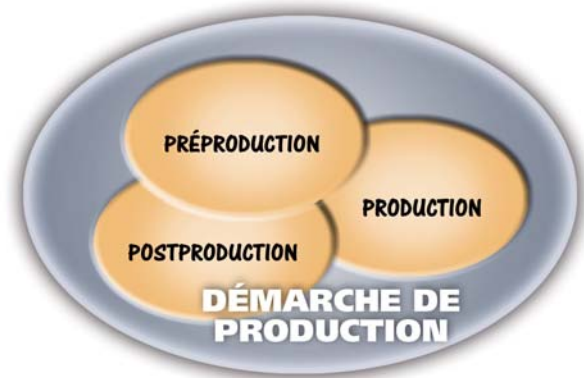 PRÉPRODUCTION
PRODUCTION
POSTPRODUCTION
DÉMARCHE DE
PRODUCTION